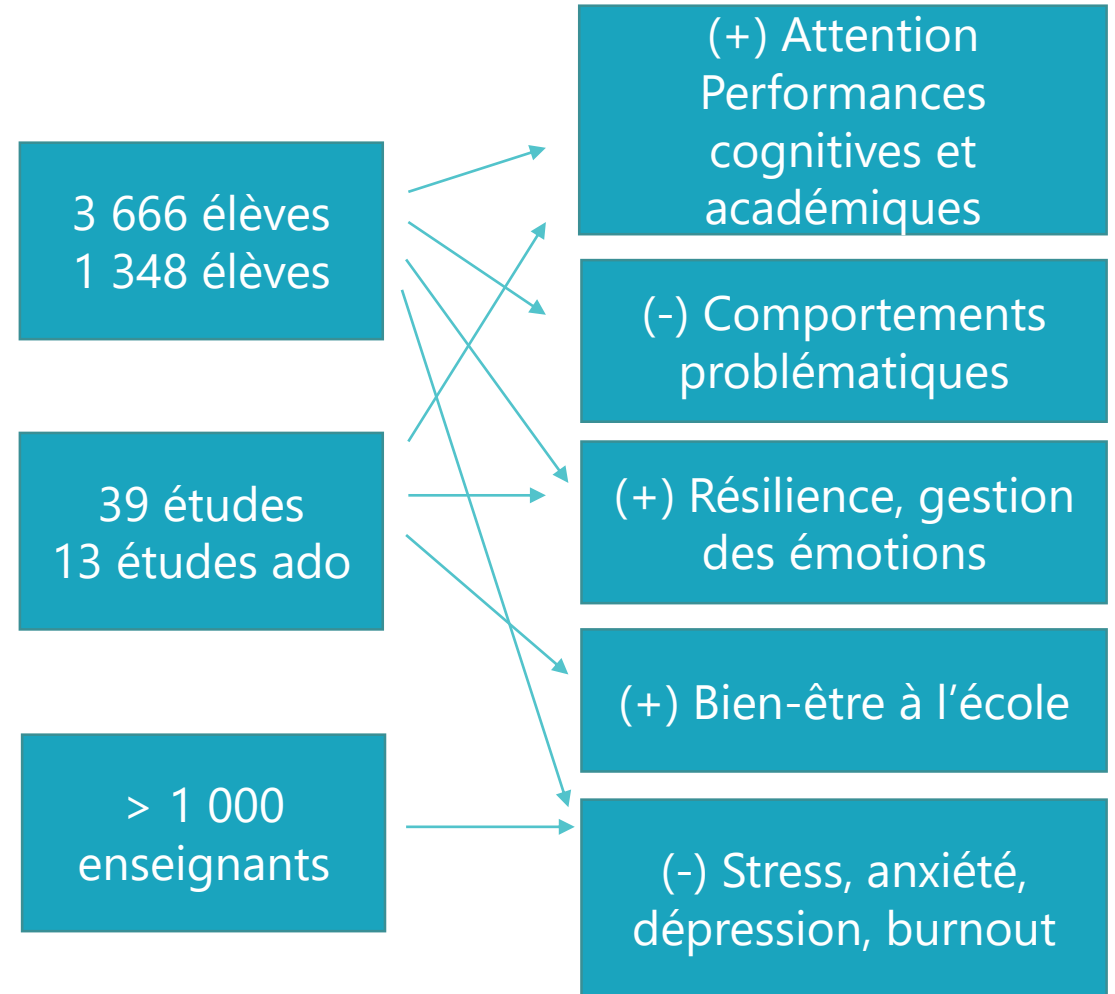 3 666 élèves
1 348 élèves
39 études
13 études ado
> 1 000
enseignants
(+) Attention
Performances
cognitives et
académiques
(-) Comportements
problématiques
(+) Résilience, gestion
des émotions
(+) Bien-être à l’école
(-) Stress, anxiété,
dépression, burnout